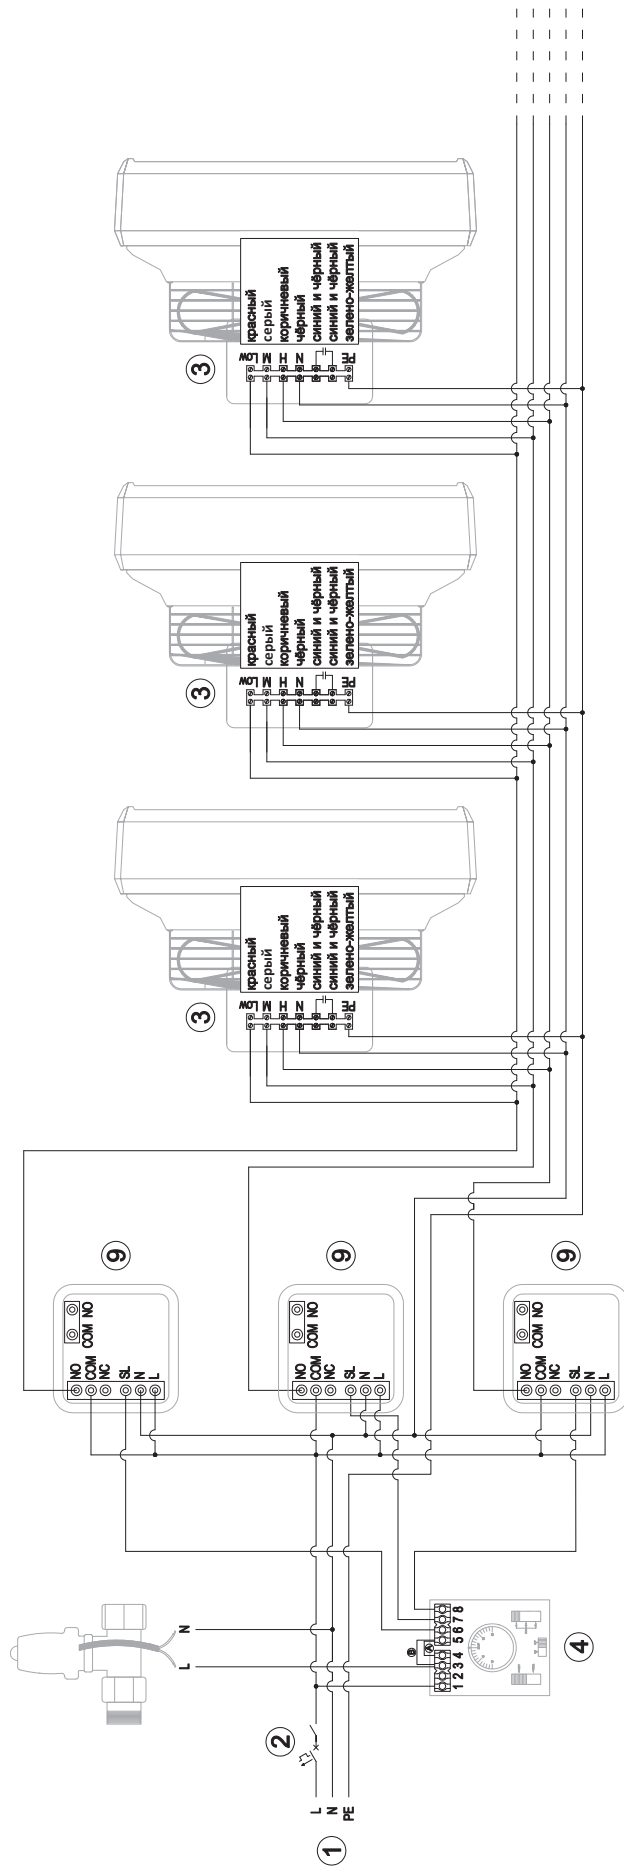 L
N
PE
①
②
L
N
1 2 3 4 5 6 7 8
A
B
④
NO
COM
NC
SL
N
L
COM NO
⑨
NO
COM
NC
SL
N
L
COM NO
⑨
NO
COM
NC
SL
N
L
COM NO
⑨
③
Low красный
M серый
H коричневый
N чёрный
синий и чёрный
синий и чёрный
PE зелено-желтый
③
Low красный
M серый
H коричневый
N чёрный
синий и чёрный
синий и чёрный
PE зелено-желтый
③
Low красный
M серый
H коричневый
N чёрный
синий и чёрный
синий и чёрный
PE зелено-желтый